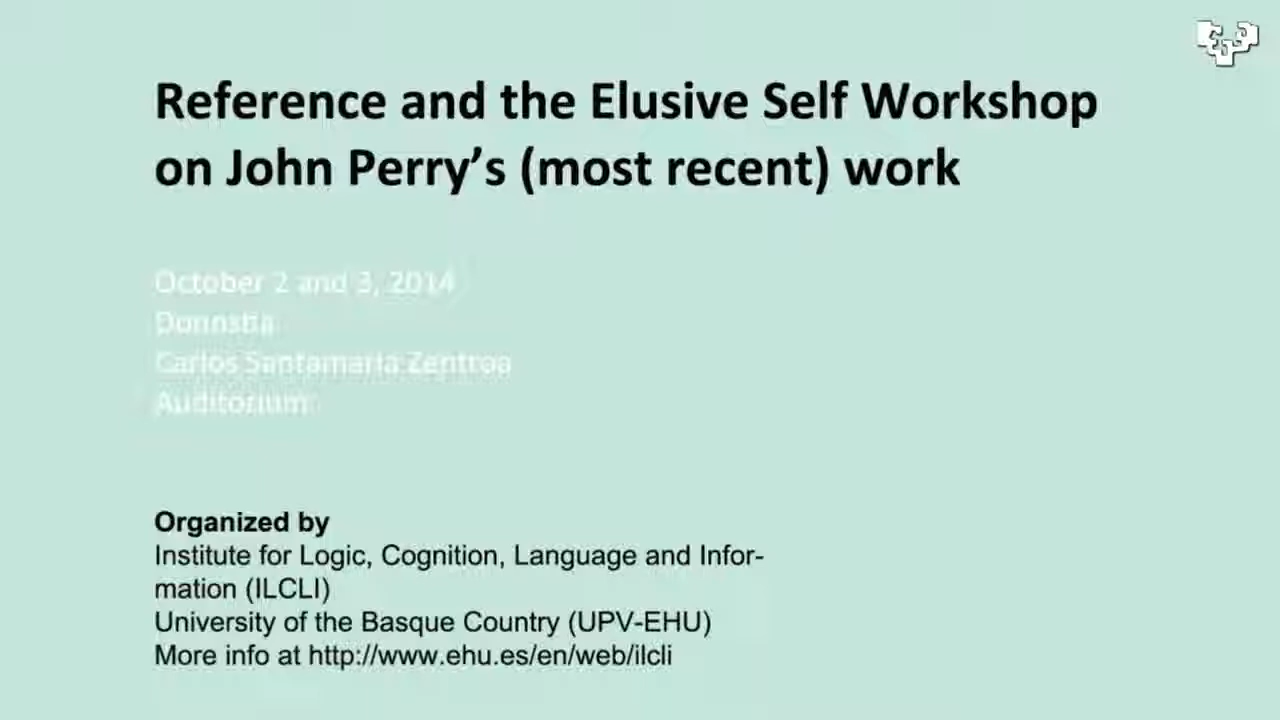 Reference and the Elusive Self Workshop
on John Perry’s (most recent) work
October 2 and 3, 2014
Donostia
Carlos Santamaria Zentroa
Auditorium
Organized by
Institute for Logic, Cognition, Language and Infor-
mation (ILCLI)
University of the Basque Country (UPV-EHU)
More info at http://www.ehu.es/en/web/ilcli